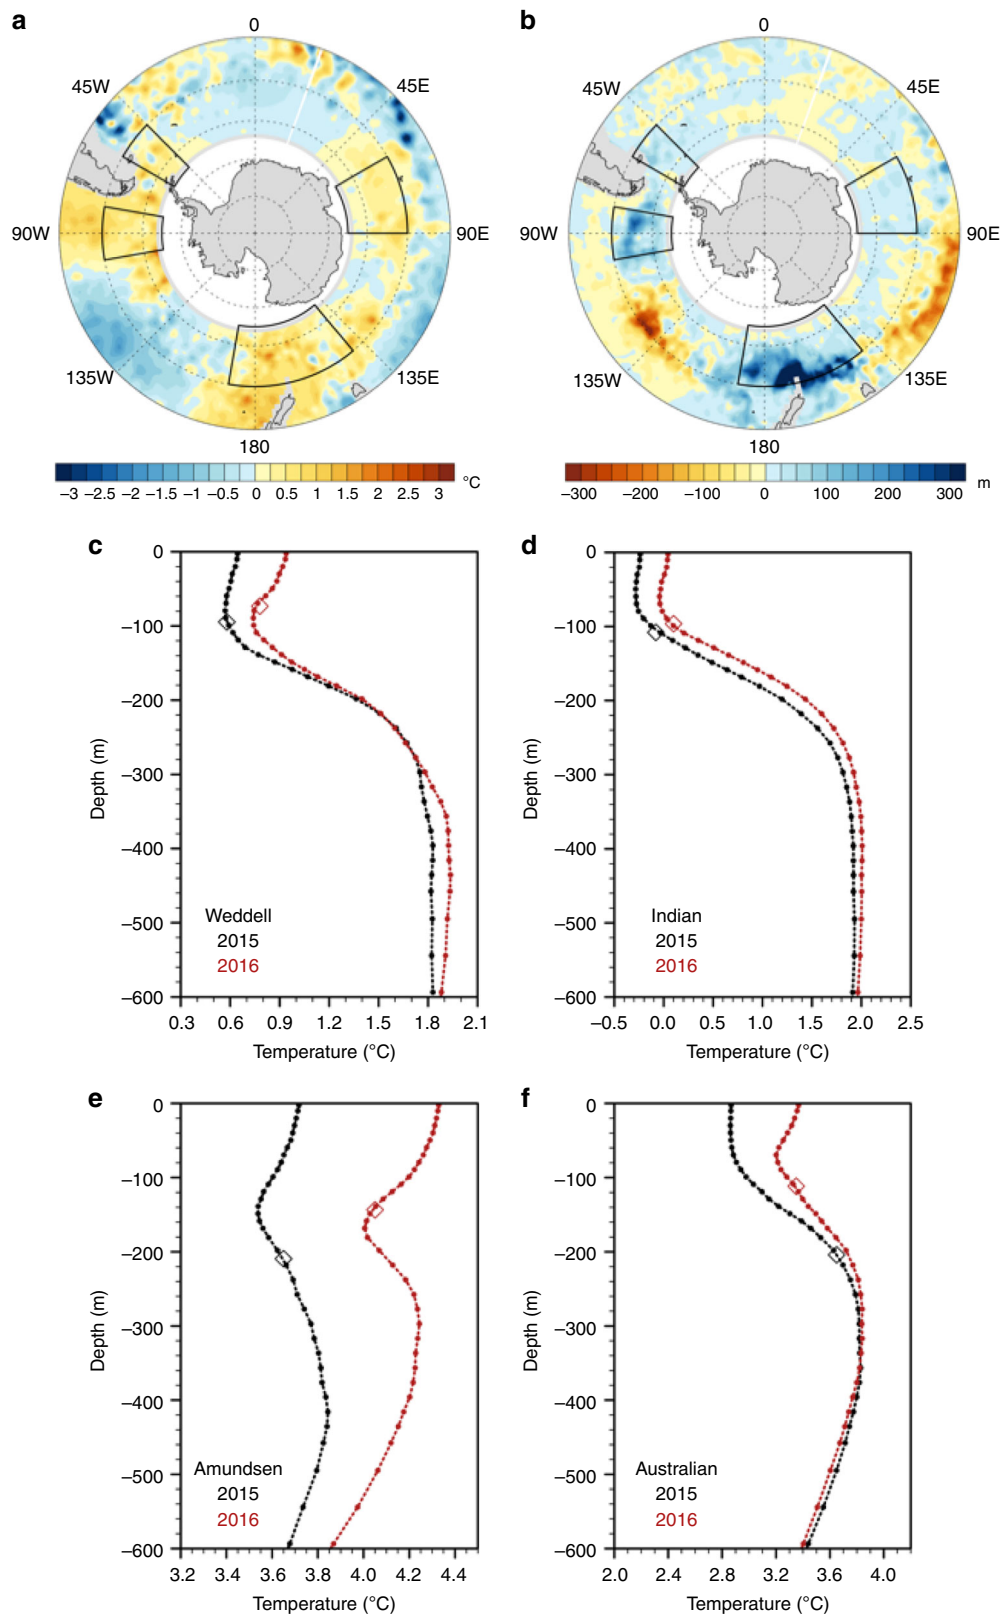 a
b
0
0
45W
45E
45W
45E
90W
90E
90W
90E
135W
135E
135W
135E
180
180
−3 −2.5 −2 −1.5 −1 −0.5 0 0.5 1 1.5 2 2.5 3 °C
−300 −200 −100 0 100 200 300 m
c
0
−100
−200
−300
−400
−500
−600
Depth (m)
Weddell
2015
2016
0.3 0.6 0.9 1.2 1.5 1.8 2.1
Temperature (°C)
d
0
−100
−200
−300
−400
−500
−600
Depth (m)
Indian
2015
2016
−0.5 0.0 0.5 1.0 1.5 2.0 2.5
Temperature (°C)
e
0
−100
−200
−300
−400
−500
−600
Depth (m)
Amundsen
2015
2016
3.2 3.4 3.6 3.8 4.0 4.2 4.4
Temperature (°C)
f
0
−100
−200
−300
−400
−500
−600
Depth (m)
Australian
2015
2016
2.0 2.4 2.8 3.2 3.6 4.0
Temperature (°C)